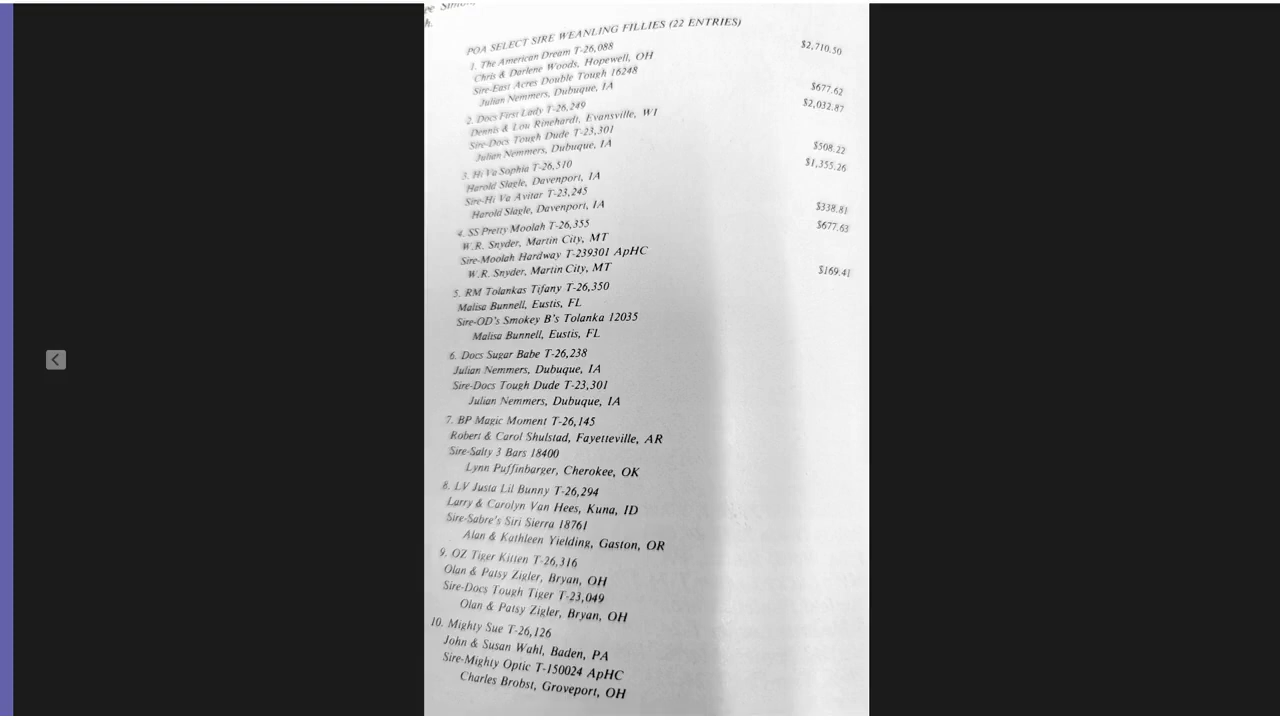 h.
POA SELECT SIRE WEANLING FILLIES (22 ENTRIES)
1. The American Dream T-26,088 $2,710.50
Chris & Darlene Woods, Hopewell, OH
Sire-East Acres Double Tough 16248
Julian Nemmers, Dubuque, IA $677.62
2. Docs First Lady T-26,249 $2,032.87
Dennis & Lou Rinehardt, Evansville, WI
Sire-Docs Tough Dude T-23,301
Julian Nemmers, Dubuque, IA $508.22
3. Hi Va Sophia T-26,510 $1,355.26
Harold Slagle, Davenport, IA
Sire-Hi Va Avitar T-23,245
Harold Slagle, Davenport, IA $338.81
4. SS Pretty Moolah T-26,355 $677.63
W.R. Snyder, Martin City, MT
Sire-Moolah Hardway T-239301 ApHC
W.R. Snyder, Martin City, MT $169.41
5. RM Tolankas Tifany T-26,350
Malisa Bunnell, Eustis, FL
Sire-OD's Smokey B's Tolanka 12035
Malisa Bunnell, Eustis, FL
6. Docs Sugar Babe T-26,238
Julian Nemmers, Dubuque, IA
Sire-Docs Tough Dude T-23,301
Julian Nemmers, Dubuque, IA
7. BP Magic Moment T-26,145
Robert & Carol Shulstad, Fayetteville, AR
Sire-Salty 3 Bars 18400
Lynn Puffinbarger, Cherokee, OK
8. LV Justa Lil Bunny T-26,294
Larry & Carolyn Van Hees, Kuna, ID
Sire-Sabre's Siri Sierra 18761
Alan & Kathleen Yielding, Gaston, OR
9. OZ Tiger Kitten T-26,316
Olan & Patsy Zigler, Bryan, OH
Sire-Docs Tough Tiger T-23,049
Olan & Patsy Zigler, Bryan, OH
10. Mighty Sue T-26,126
John & Susan Wahl, Baden, PA
Sire-Mighty Optic T-150024 ApHC
Charles Brobst, Groveport, OH